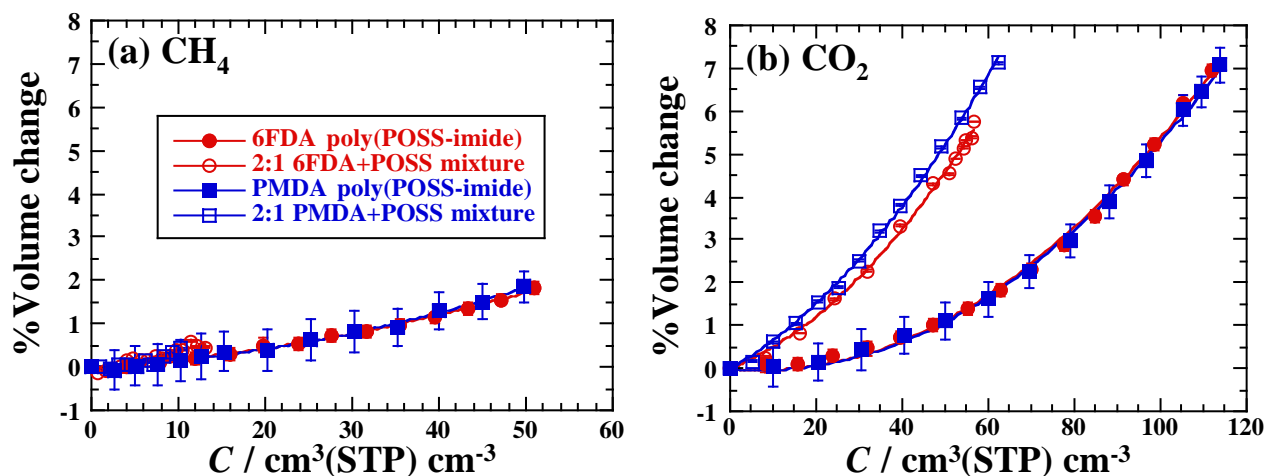 (a) CH₄
8
7
6
5
4
3
2
1
0
-1
%Volume change
6FDA poly(POSS-imide)
2:1 6FDA+POSS mixture
PMDA poly(POSS-imide)
2:1 PMDA+POSS mixture
0 10 20 30 40 50 60
C / cm³(STP) cm⁻³
(b) CO₂
8
7
6
5
4
3
2
1
0
-1
%Volume change
0 20 40 60 80 100 120
C / cm³(STP) cm⁻³